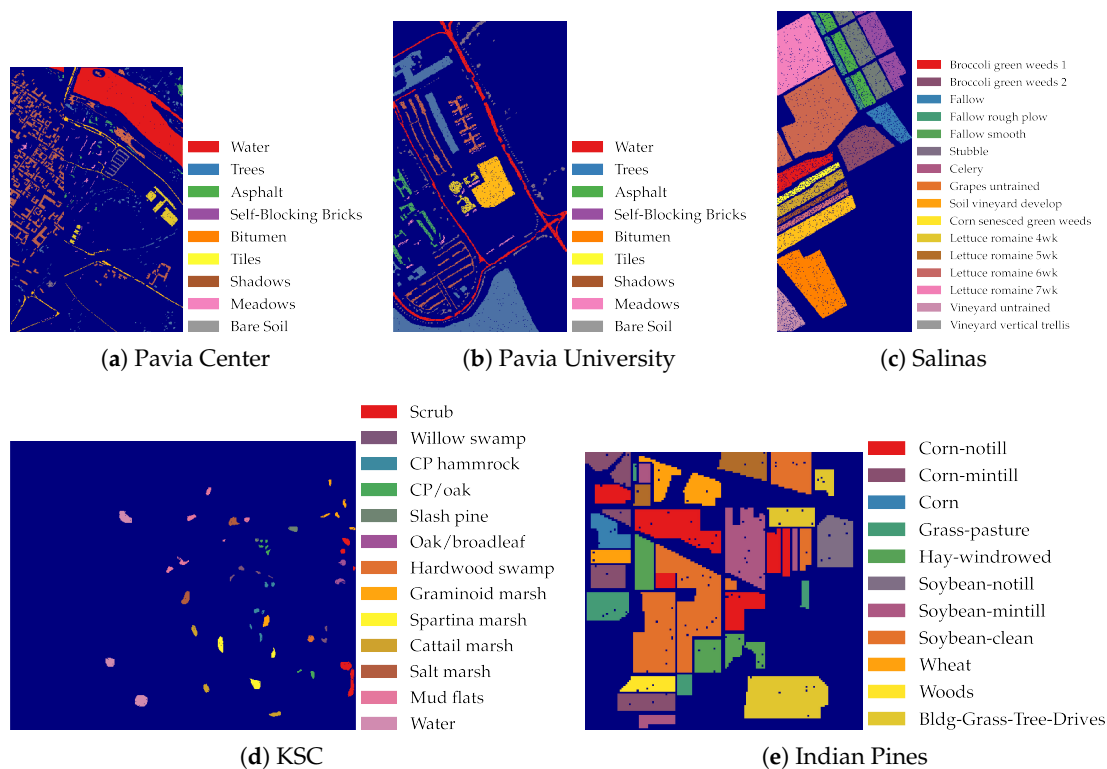 Water
Trees
Asphalt
Self-Blocking Bricks
Bitumen
Tiles
Shadows
Meadows
Bare Soil
(a) Pavia Center
Water
Trees
Asphalt
Self-Blocking Bricks
Bitumen
Tiles
Shadows
Meadows
Bare Soil
(b) Pavia University
Broccoli green weeds 1
Broccoli green weeds 2
Fallow
Fallow rough plow
Fallow smooth
Stubble
Celery
Grapes untrained
Soil vineyard develop
Corn senesced green weeds
Lettuce romaine 4wk
Lettuce romaine 5wk
Lettuce romaine 6wk
Lettuce romaine 7wk
Vineyard untrained
Vineyard vertical trellis
(c) Salinas
Scrub
Willow swamp
CP hammrock
CP/oak
Slash pine
Oak/broadleaf
Hardwood swamp
Graminoid marsh
Spartina marsh
Cattail marsh
Salt marsh
Mud flats
Water
(d) KSC
Corn-notill
Corn-mintill
Corn
Grass-pasture
Hay-windrowed
Soybean-notill
Soybean-mintill
Soybean-clean
Wheat
Woods
Bldg-Grass-Tree-Drives
(e) Indian Pines